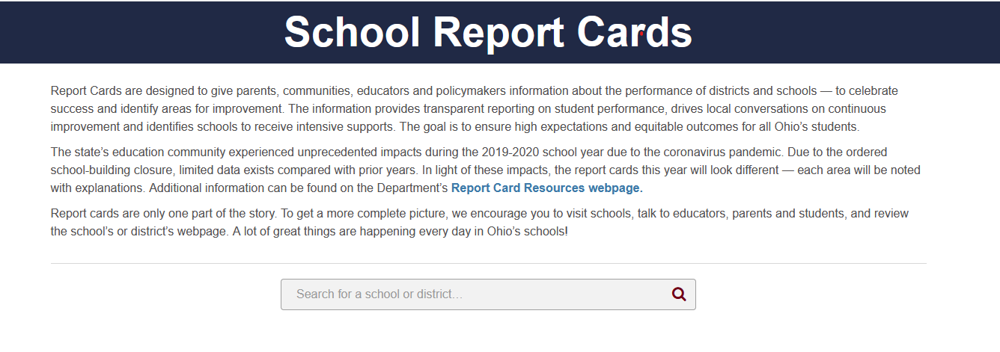 School Report Cards
Report Cards are designed to give parents, communities, educators and policymakers information about the performance of districts and schools — to celebrate
success and identify areas for improvement. The information provides transparent reporting on student performance, drives local conversations on continuous
improvement and identifies schools to receive intensive supports. The goal is to ensure high expectations and equitable outcomes for all Ohio’s students.
The state’s education community experienced unprecedented impacts during the 2019-2020 school year due to the coronavirus pandemic. Due to the ordered
school-building closure, limited data exists compared with prior years. In light of these impacts, the report cards this year will look different — each area will be noted
with explanations. Additional information can be found on the Department’s Report Card Resources webpage.
Report cards are only one part of the story. To get a more complete picture, we encourage you to visit schools, talk to educators, parents and students, and review
the school’s or district’s webpage. A lot of great things are happening every day in Ohio’s schools!
Search for a school or district...